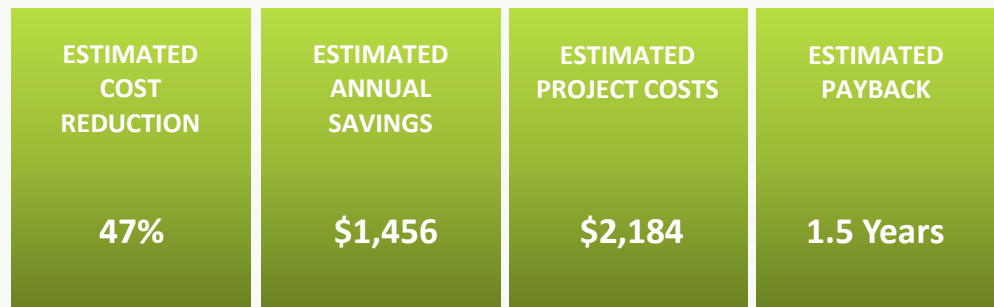 ESTIMATED
COST
REDUCTION
47%
ESTIMATED
ANNUAL
SAVINGS
$1,456
ESTIMATED
PROJECT COSTS
$2,184
ESTIMATED
PAYBACK
1.5 Years